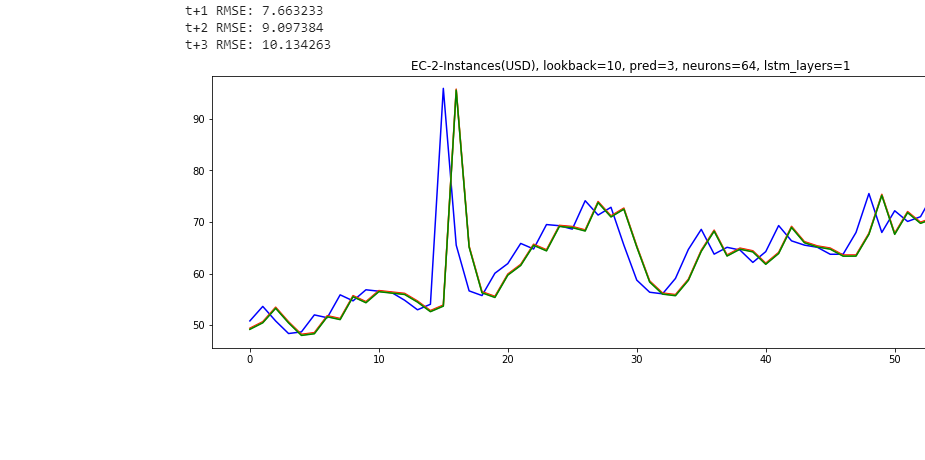 t+1 RMSE: 7.663233
t+2 RMSE: 9.097384
t+3 RMSE: 10.134263
EC-2-Instances(USD), lookback=10, pred=3, neurons=64, lstm_layers=1
90
80
70
60
50
0 10 20 30 40 50